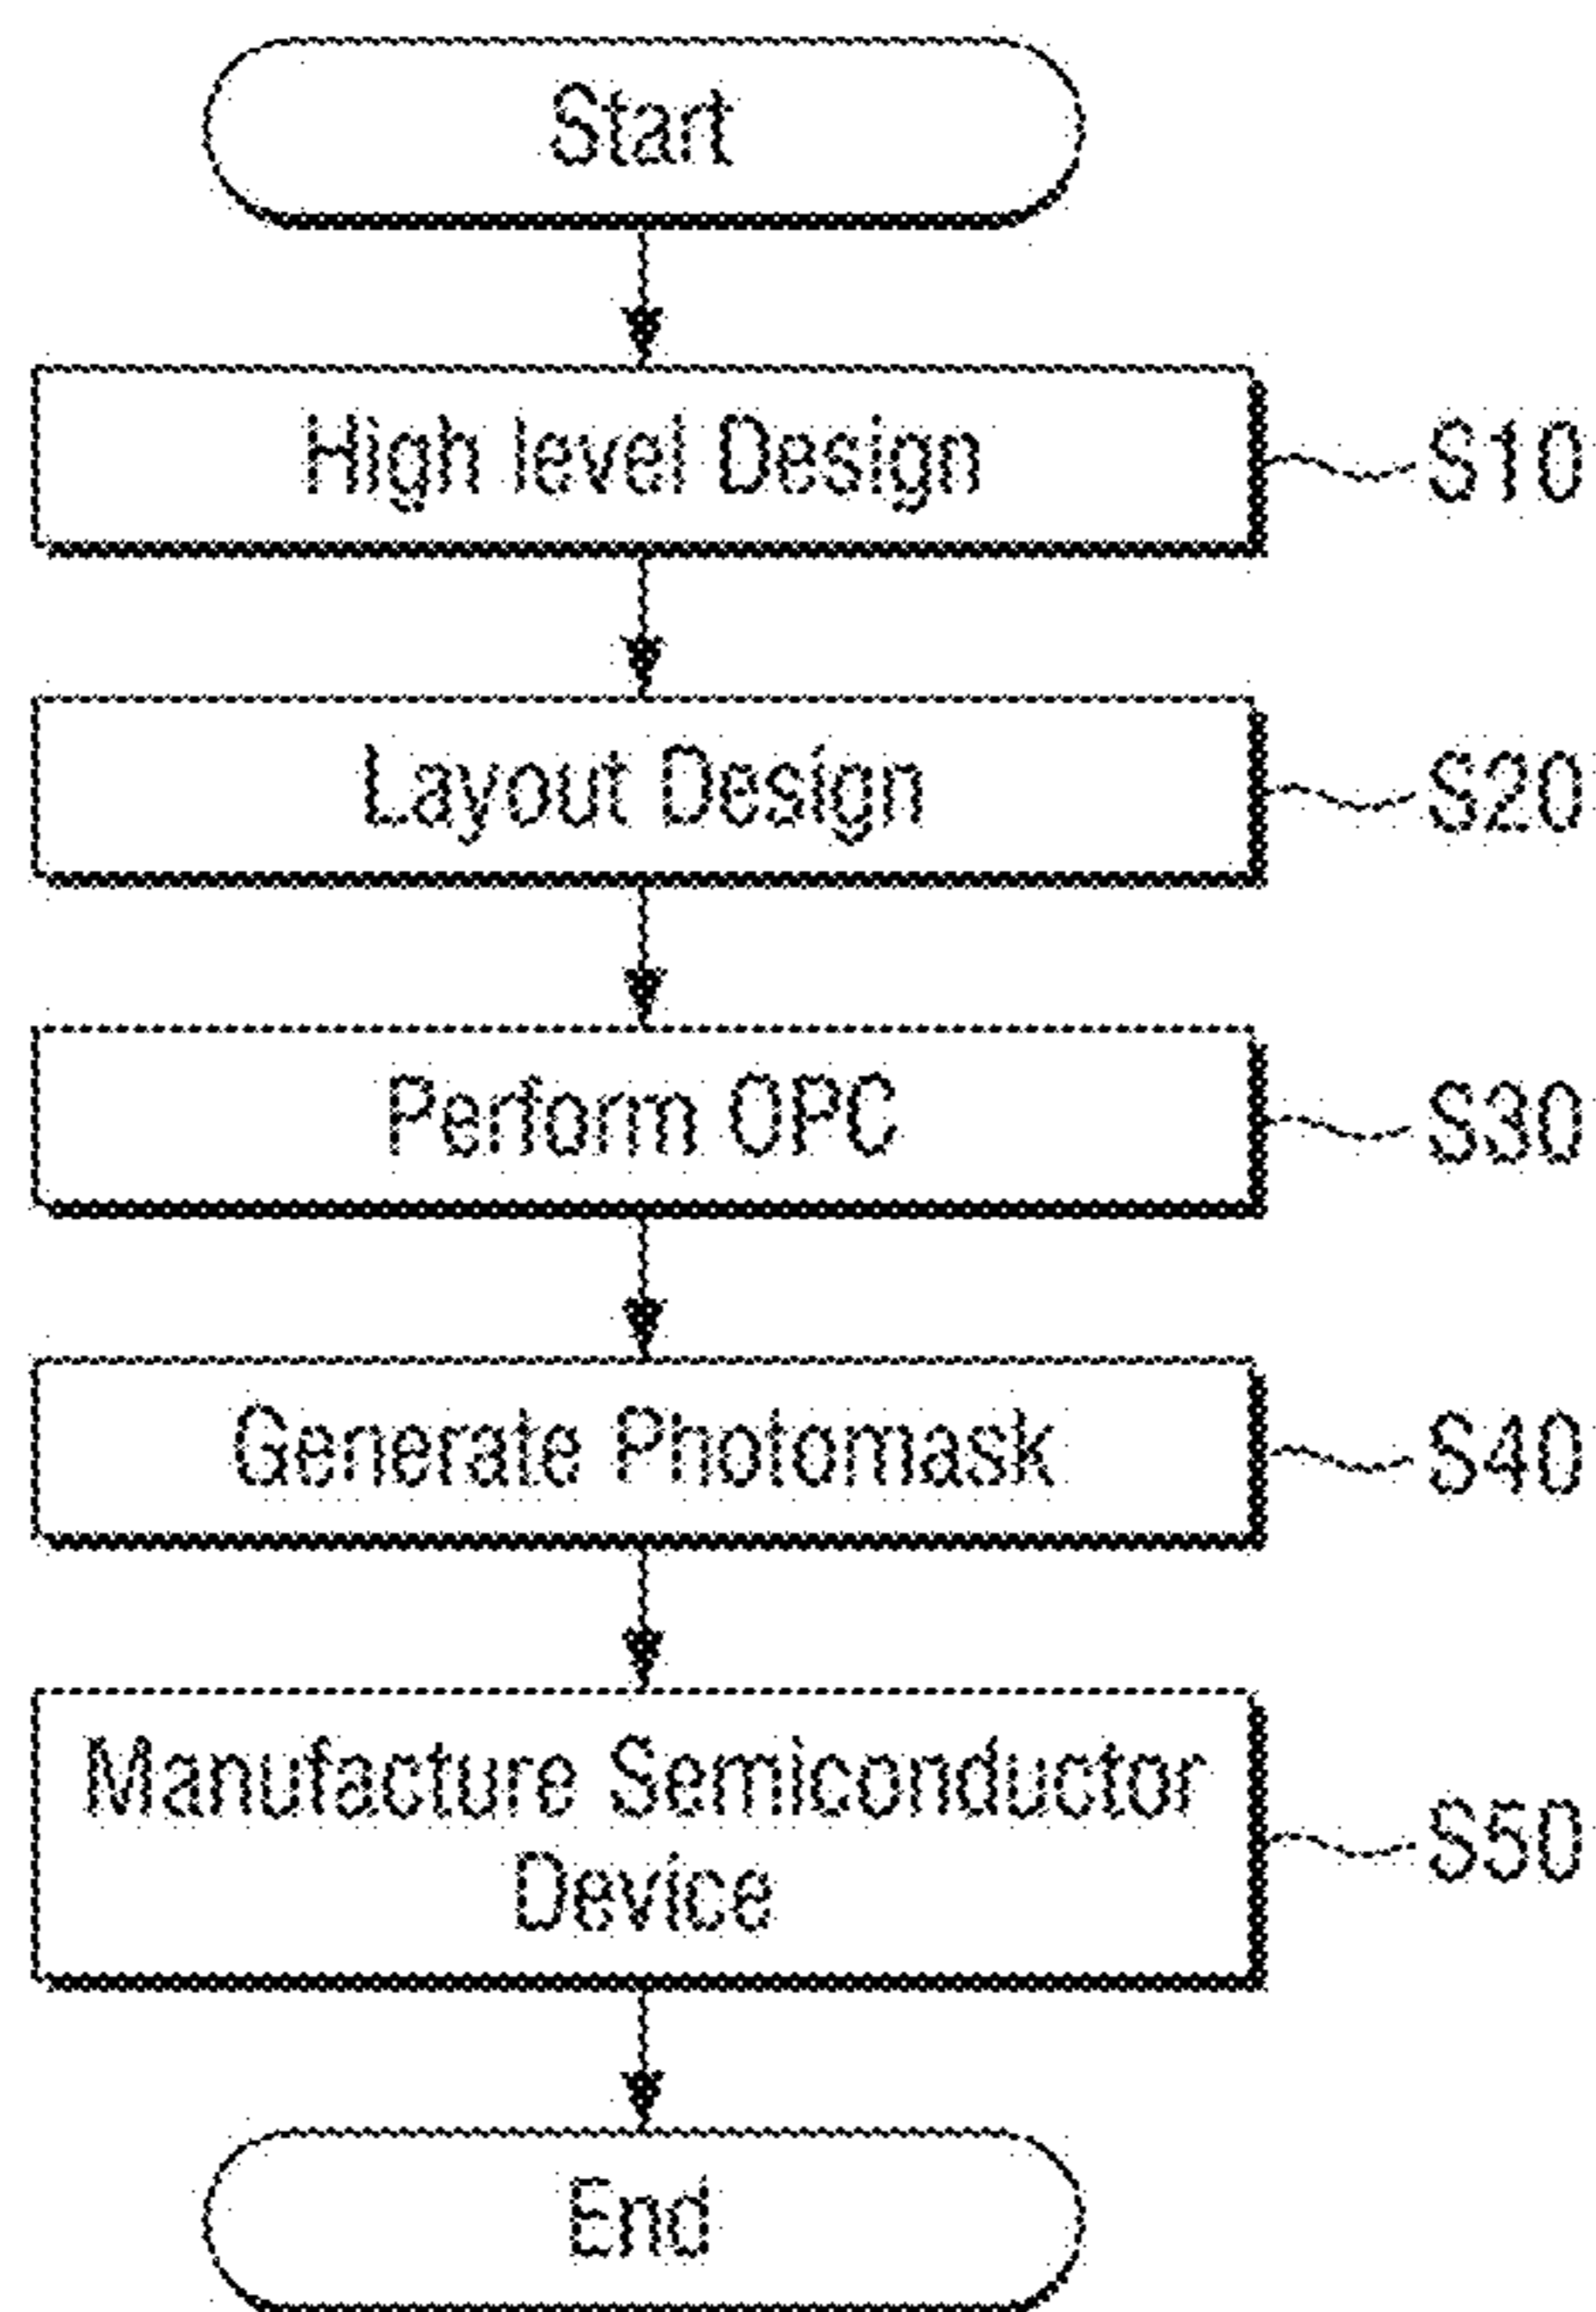 Start
High level Design
S10
Layout Design
S20
Perform OPC
S30
Generate Photomask
S40
Manufacture Semiconductor
Device
S50
End